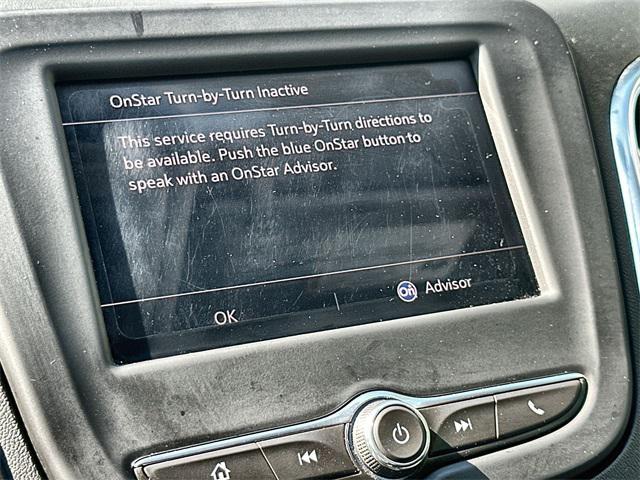 OnStar Turn-by-Turn Inactive
This service requires Turn-by-Turn directions to
be available. Push the blue OnStar button to
speak with an OnStar Advisor.
OK
On Advisor